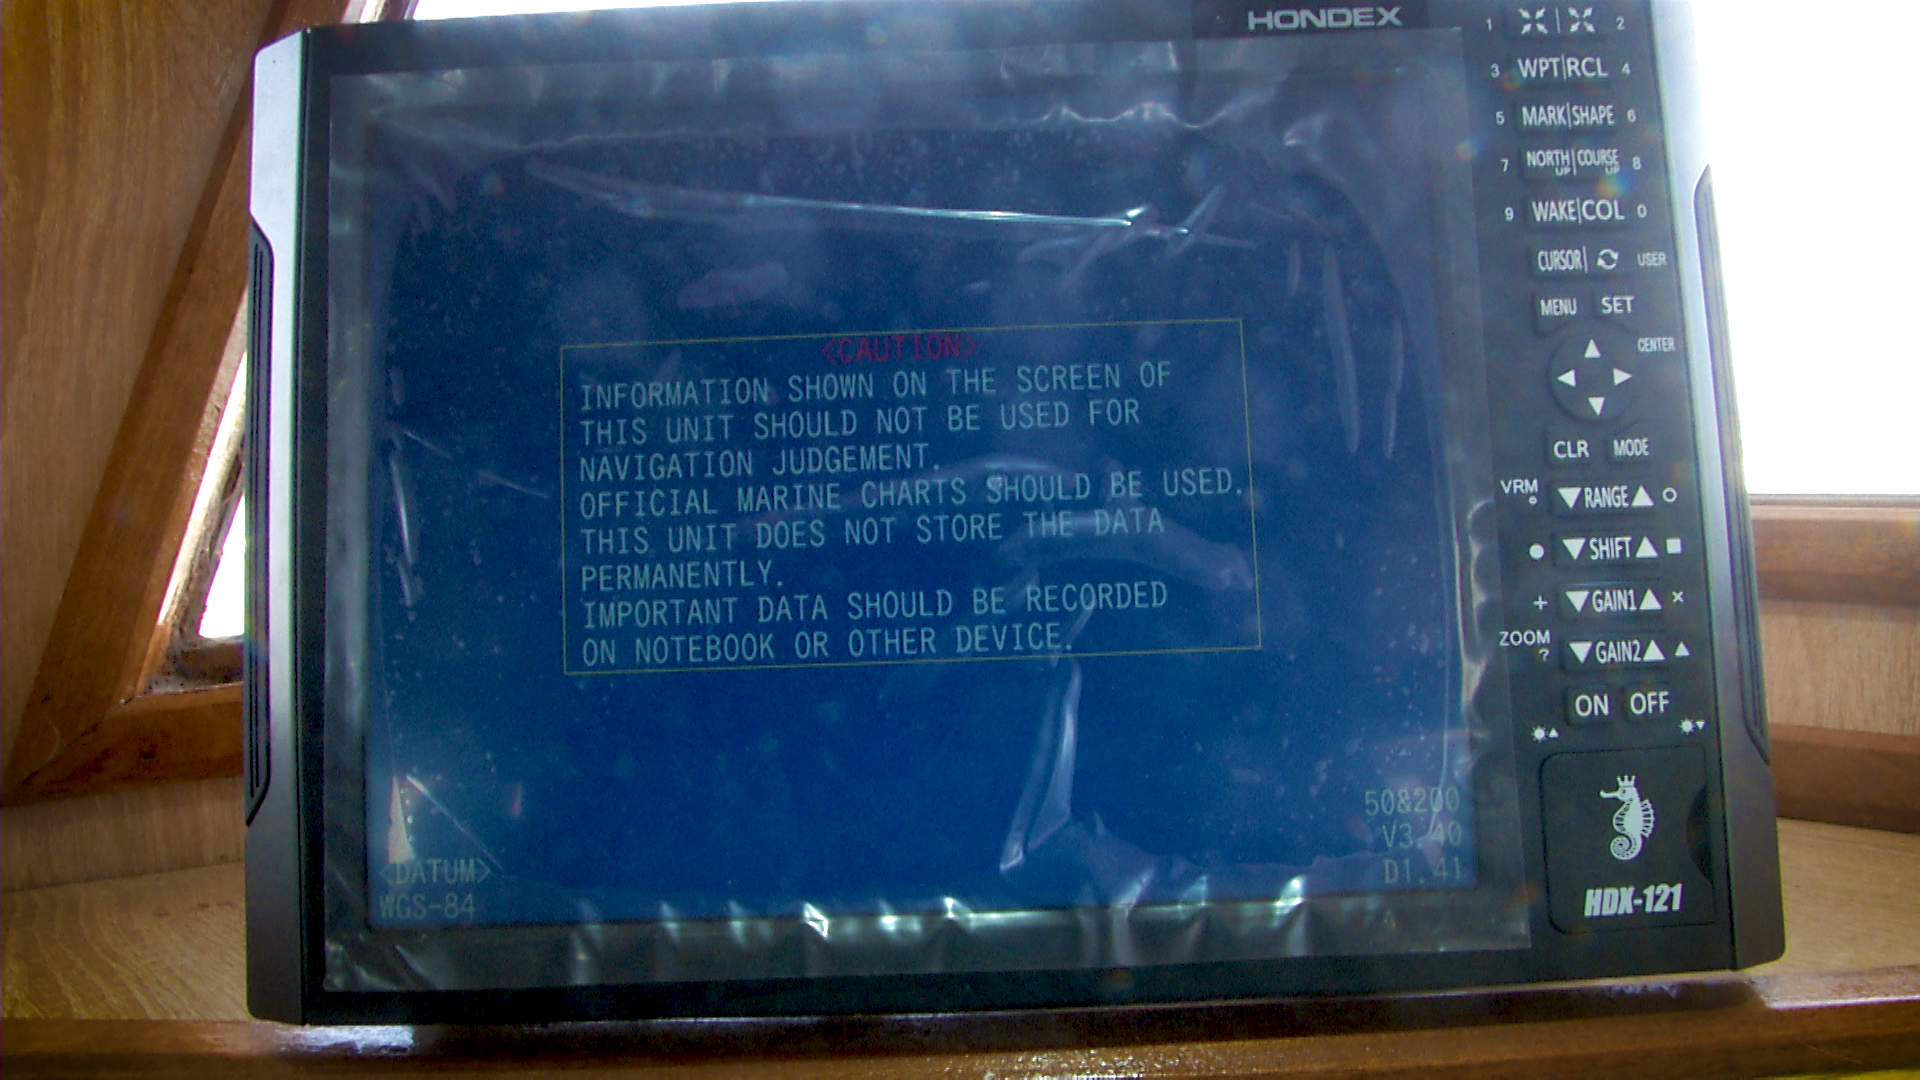 HONDEX
1 2
3 WPT|RCL 4
5 MARK|SHAPE 6
7 NORTH UP|COURSE UP 8
9 WAKE|COL 0
CURSOR| USER
MENU SET
CENTER
CLR MODE
VRM ▼RANGE▲
▼SHIFT▲
+ ▼GAIN1▲ ×
ZOOM ? ▼GAIN2▲
ON OFF
HDX-121
<CAUTION>
INFORMATION SHOWN ON THE SCREEN OF
THIS UNIT SHOULD NOT BE USED FOR
NAVIGATION JUDGEMENT.
OFFICIAL MARINE CHARTS SHOULD BE USED.
THIS UNIT DOES NOT STORE THE DATA
PERMANENTLY.
IMPORTANT DATA SHOULD BE RECORDED
ON NOTEBOOK OR OTHER DEVICE.
50&200
V3.40
D1.41
<DATUM>
WGS-84